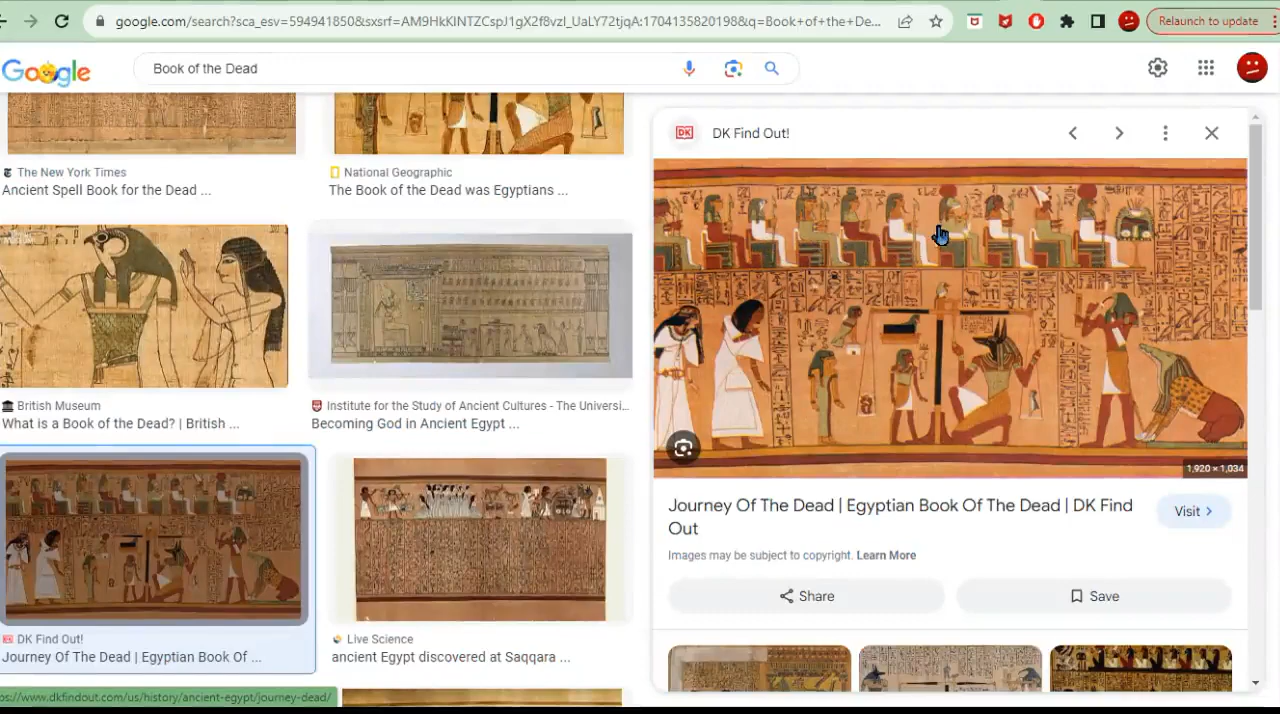 google.com/search?sca_esv=594941850&sxsrf=AM9HkKlNTZCspJ1gX2f8vzl_UaLY72tjqA:1704135820198&q=Book+of+the+De...
Relaunch to update
Google
Book of the Dead
The New York Times
Ancient Spell Book for the Dead ...
National Geographic
The Book of the Dead was Egyptians ...
British Museum
What is a Book of the Dead? | British ...
Institute for the Study of Ancient Cultures - The Universi...
Becoming God in Ancient Egypt ...
DK Find Out!
Journey Of The Dead | Egyptian Book Of ...
Live Science
ancient Egypt discovered at Saqqara ...
ps://www.dkfindout.com/us/history/ancient-egypt/journey-dead/
DK
DK Find Out!
1,920 × 1,034
Journey Of The Dead | Egyptian Book Of The Dead | DK Find
Out
Visit
Images may be subject to copyright. Learn More
Share
Save